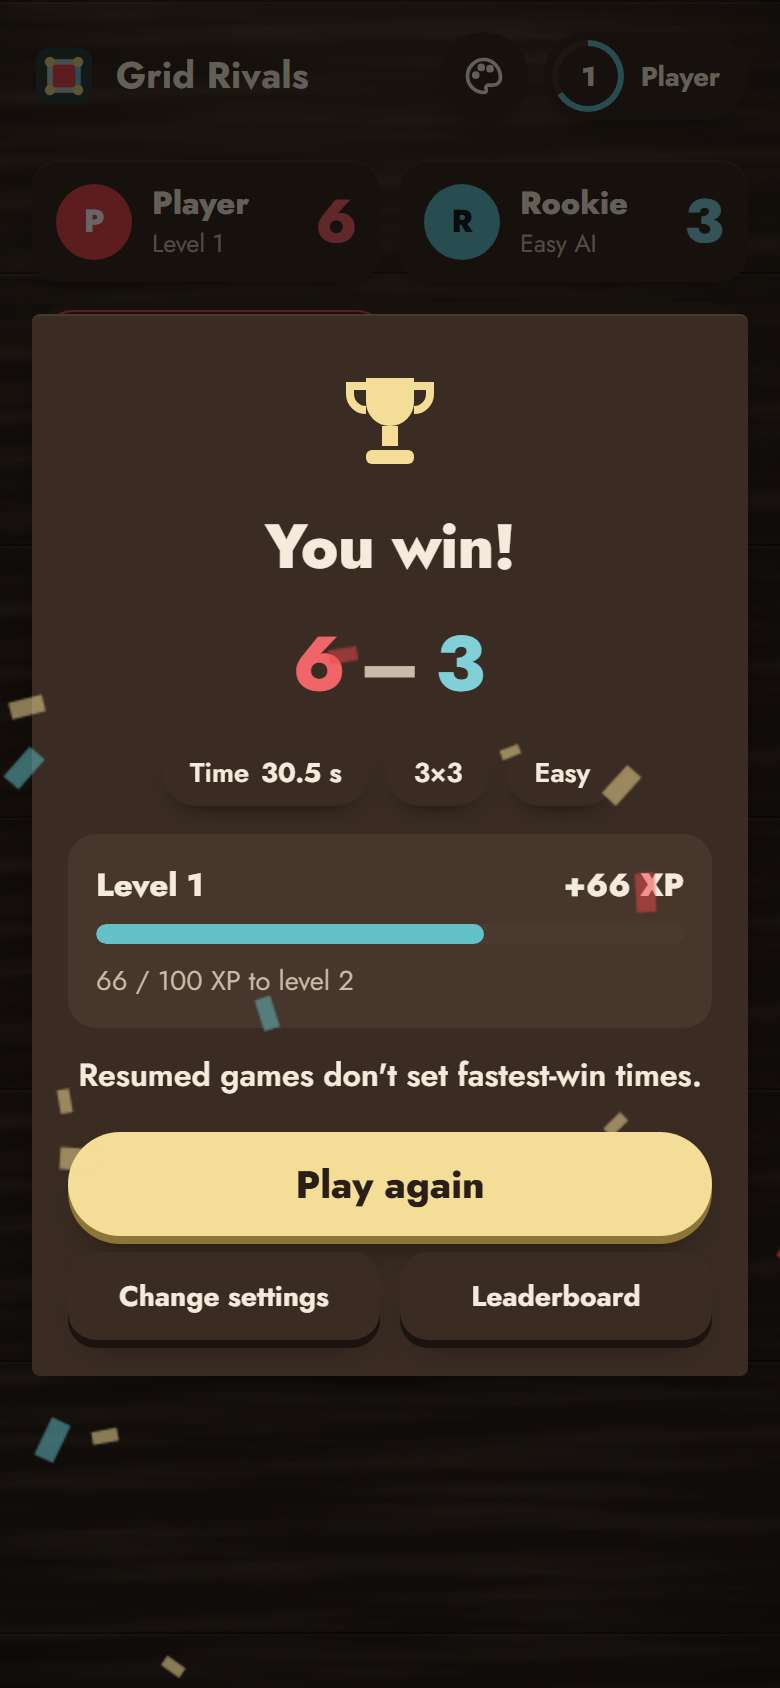 Grid Rivals
1 Player
P Player 6
Level 1
R Rookie 3
Easy AI
You win!
6 – 3
Time 30.5 s 3×3 Easy
Level 1 +66 XP
66 / 100 XP to level 2
Resumed games don't set fastest-win times.
Play again
Change settings Leaderboard